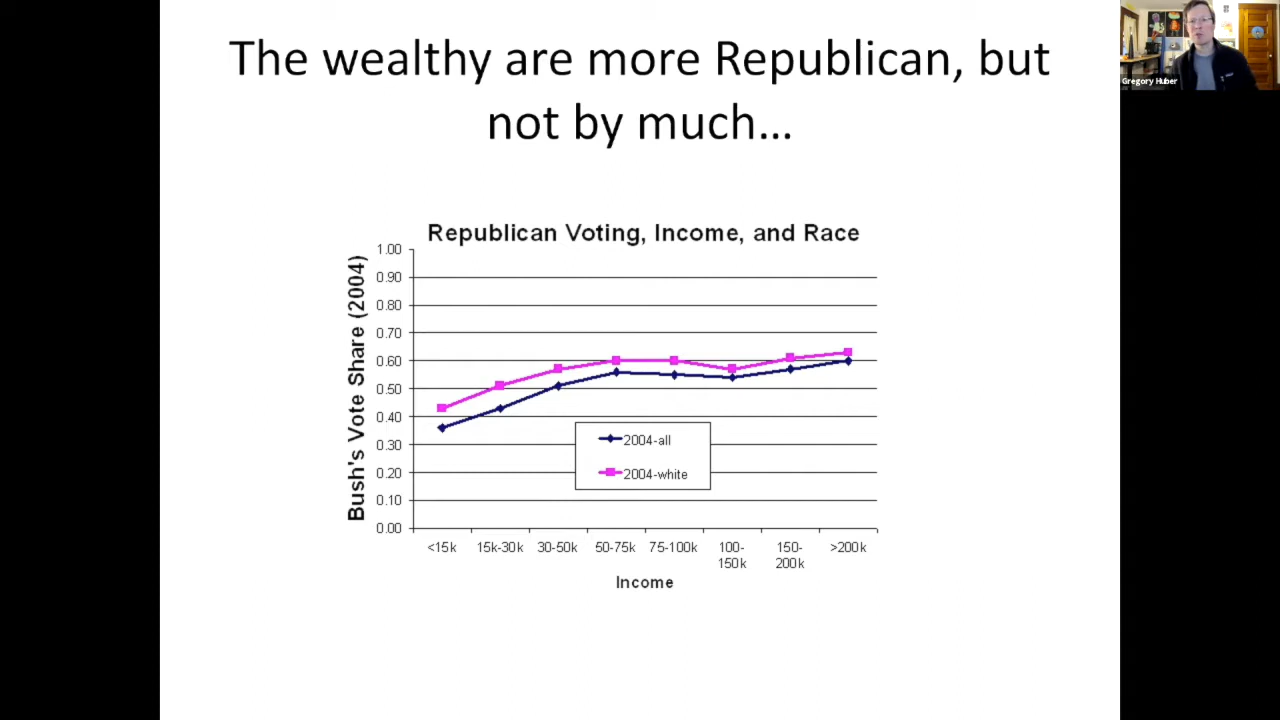 The wealthy are more Republican, but
not by much...
Gregory Huber
Republican Voting, Income, and Race
Bush's Vote Share (2004)
1.00
0.90
0.80
0.70
0.60
0.50
0.40
0.30
0.20
0.10
0.00
2004-all
2004-white
<15k 15k-30k 30-50k 50-75k 75-100k 100- 150- >200k
150k 200k
Income